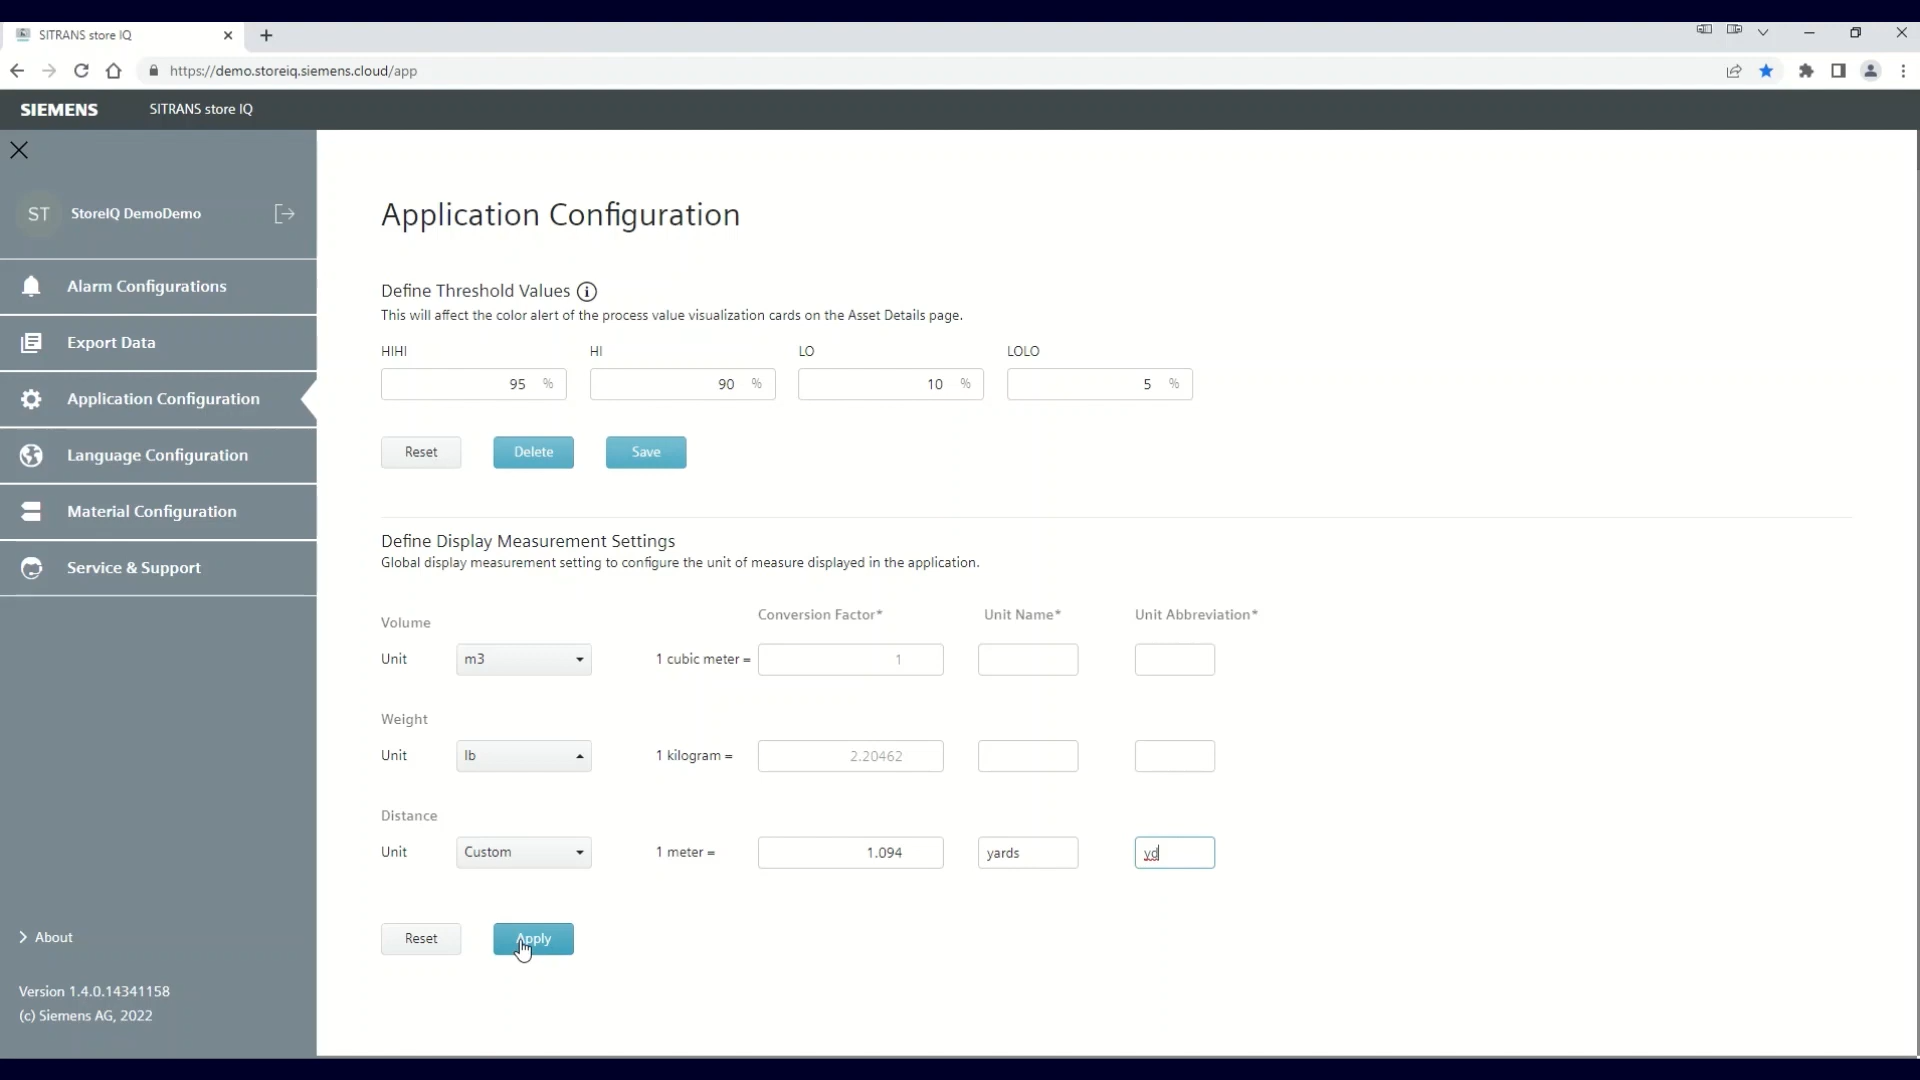 SITRANS store IQ
https://demo.storeiq.siemens.cloud/app
SIEMENS SITRANS store IQ
ST StoreIQ DemoDemo
Alarm Configurations
Export Data
Application Configuration
Language Configuration
Material Configuration
Service & Support
About
Version 1.4.0.14341158
(c) Siemens AG, 2022
Application Configuration
Define Threshold Values i
This will affect the color alert of the process value visualization cards on the Asset Details page.
HIHI HI LO LOLO
95 % 90 % 10 % 5 %
Reset Delete Save
Define Display Measurement Settings
Global display measurement setting to configure the unit of measure displayed in the application.
Conversion Factor* Unit Name* Unit Abbreviation*
Volume
Unit m3 1 cubic meter = 1
Weight
Unit lb 1 kilogram = 2.20462
Distance
Unit Custom 1 meter = 1.094 yards yd
Reset Apply